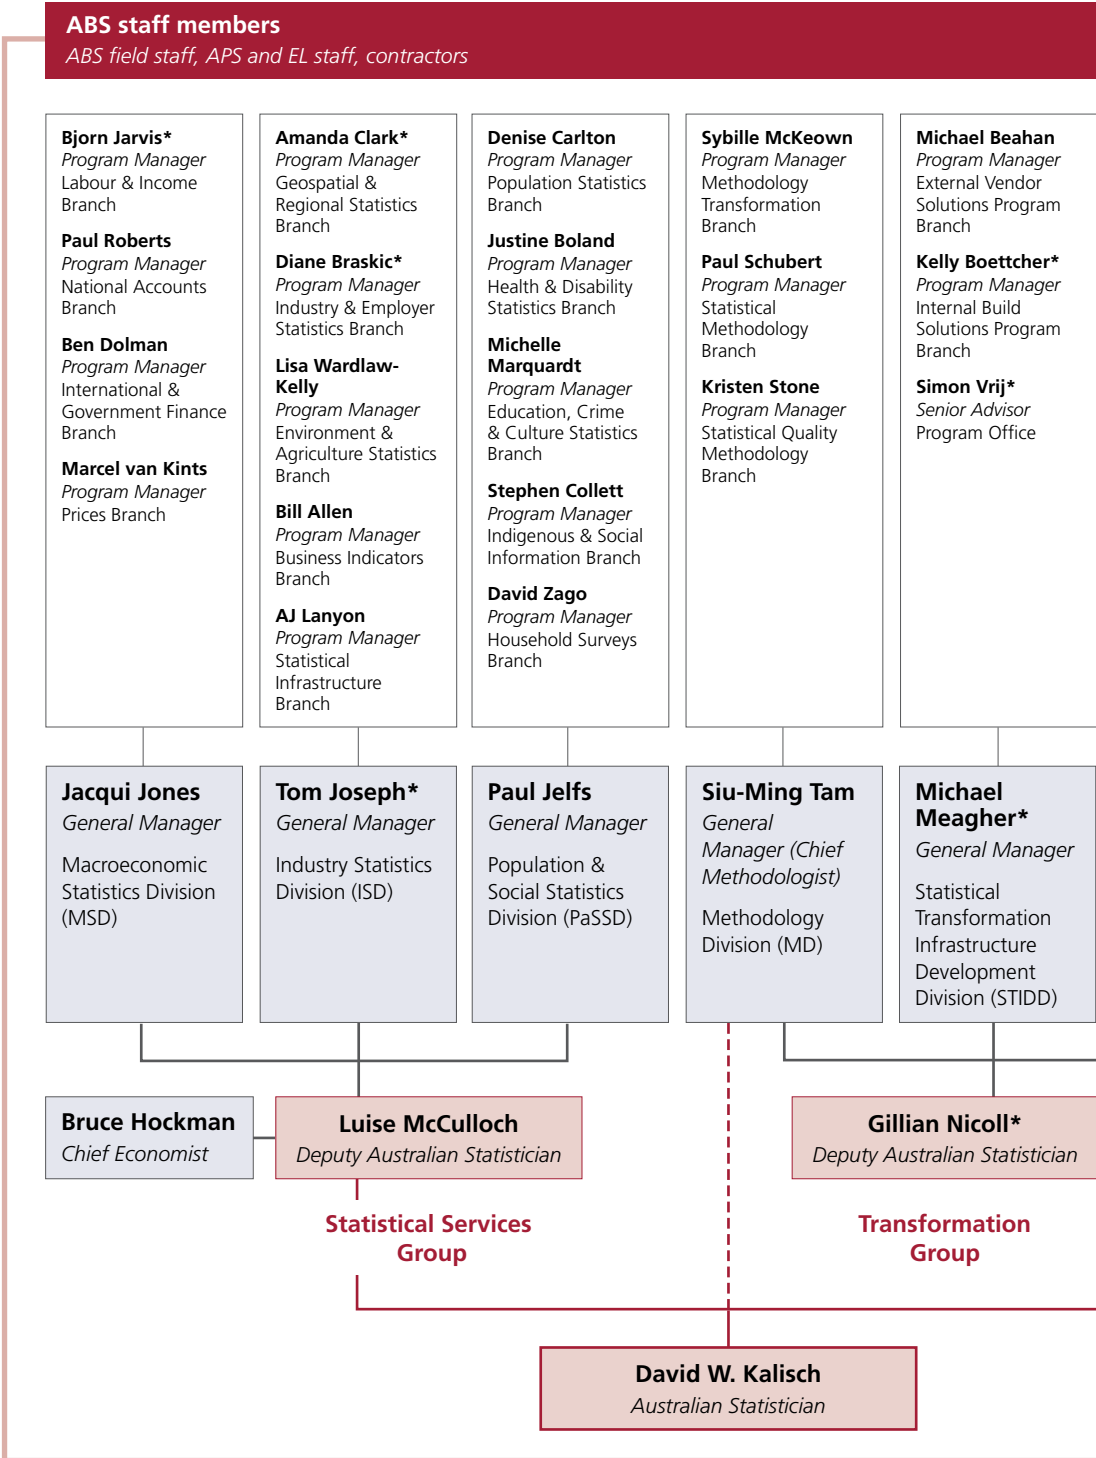 ABS staff members
ABS field staff, APS and EL staff, contractors
Bjorn Jarvis*
Program Manager
Labour & Income
Branch
Paul Roberts
Program Manager
National Accounts
Branch
Ben Dolman
Program Manager
International &
Government Finance
Branch
Marcel van Kints
Program Manager
Prices Branch
Amanda Clark*
Program Manager
Geospatial &
Regional Statistics
Branch
Diane Braskic*
Program Manager
Industry & Employer
Statistics Branch
Lisa Wardlaw-
Kelly
Program Manager
Environment &
Agriculture Statistics
Branch
Bill Allen
Program Manager
Business Indicators
Branch
AJ Lanyon
Program Manager
Statistical
Infrastructure
Branch
Denise Carlton
Program Manager
Population Statistics
Branch
Justine Boland
Program Manager
Health & Disability
Statistics Branch
Michelle
Marquardt
Program Manager
Education, Crime
& Culture Statistics
Branch
Stephen Collett
Program Manager
Indigenous & Social
Information Branch
David Zago
Program Manager
Household Surveys
Branch
Sybille McKeown
Program Manager
Methodology
Transformation
Branch
Paul Schubert
Program Manager
Statistical
Methodology
Branch
Kristen Stone
Program Manager
Statistical Quality
Methodology
Branch
Michael Beahan
Program Manager
External Vendor
Solutions Program
Branch
Kelly Boettcher*
Program Manager
Internal Build
Solutions Program
Branch
Simon Vrij*
Senior Advisor
Program Office
Jacqui Jones
General Manager
Macroeconomic
Statistics Division
(MSD)
Tom Joseph*
General Manager
Industry Statistics
Division (ISD)
Paul Jelfs
General Manager
Population &
Social Statistics
Division (PaSSD)
Siu-Ming Tam
General
Manager (Chief
Methodologist)
Methodology
Division (MD)
Michael
Meagher*
General Manager
Statistical
Transformation
Infrastructure
Development
Division (STIDD)
Bruce Hockman
Chief Economist
Luise McCulloch
Deputy Australian Statistician
Gillian Nicoll*
Deputy Australian Statistician
Statistical Services
Group
Transformation
Group
David W. Kalisch
Australian Statistician